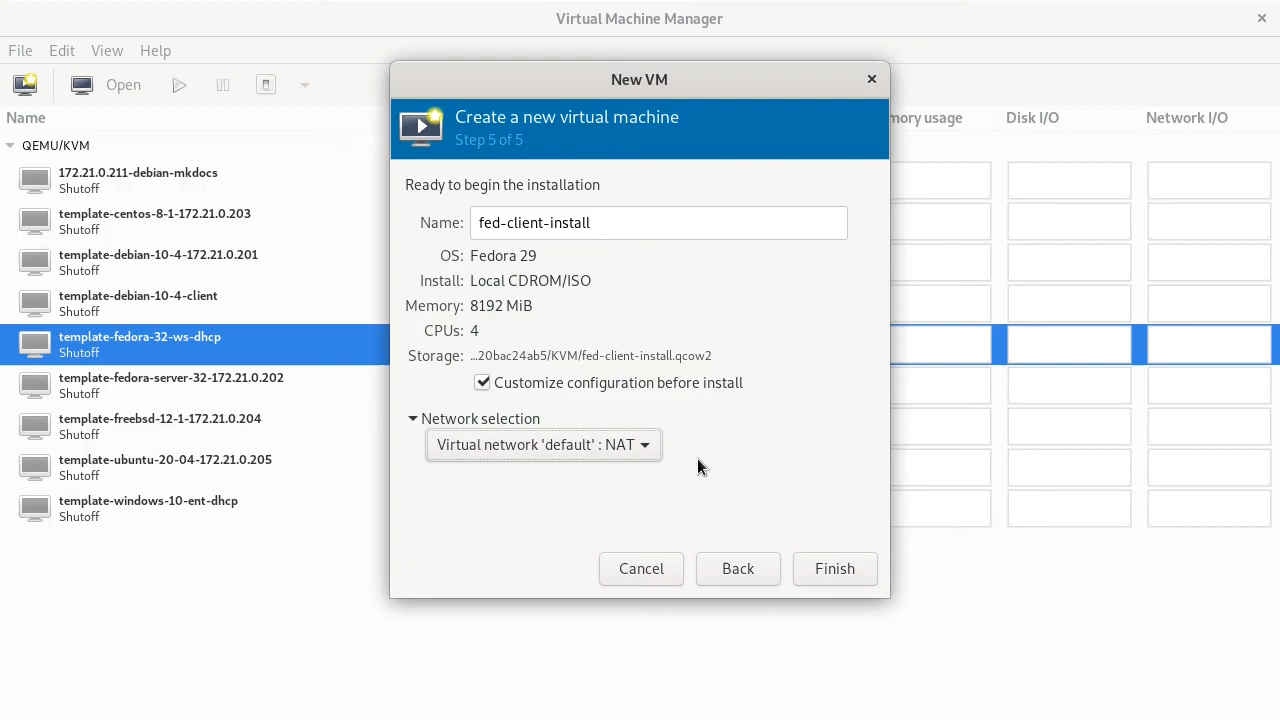 Virtual Machine Manager
File Edit View Help
Open
Name
mory usage
Disk I/O
Network I/O
QEMU/KVM
172.21.0.211-debian-mkdocs
Shutoff
template-centos-8-1-172.21.0.203
Shutoff
template-debian-10-4-172.21.0.201
Shutoff
template-debian-10-4-client
Shutoff
template-fedora-32-ws-dhcp
Shutoff
template-fedora-server-32-172.21.0.202
Shutoff
template-freebsd-12-1-172.21.0.204
Shutoff
template-ubuntu-20-04-172.21.0.205
Shutoff
template-windows-10-ent-dhcp
Shutoff
New VM
Create a new virtual machine
Step 5 of 5
Ready to begin the installation
Name: fed-client-install
OS: Fedora 29
Install: Local CDROM/ISO
Memory: 8192 MiB
CPUs: 4
Storage: ...20bac24ab5/KVM/fed-client-install.qcow2
Customize configuration before install
Network selection
Virtual network 'default' : NAT
Cancel Back Finish